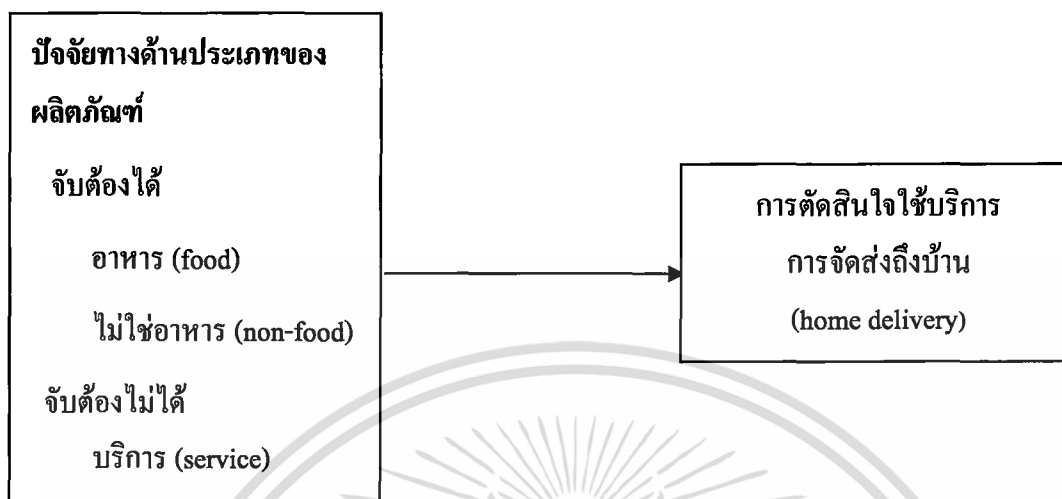 ปัจจัยทางด้านประเภทของ
ผลิตภัณฑ์
จับต้องได้
อาหาร (food)
ไม่ใช่อาหาร (non-food)
จับต้องไม่ได้
บริการ (service)
การตัดสินใจใช้บริการ
การจัดส่งถึงบ้าน
(home delivery)